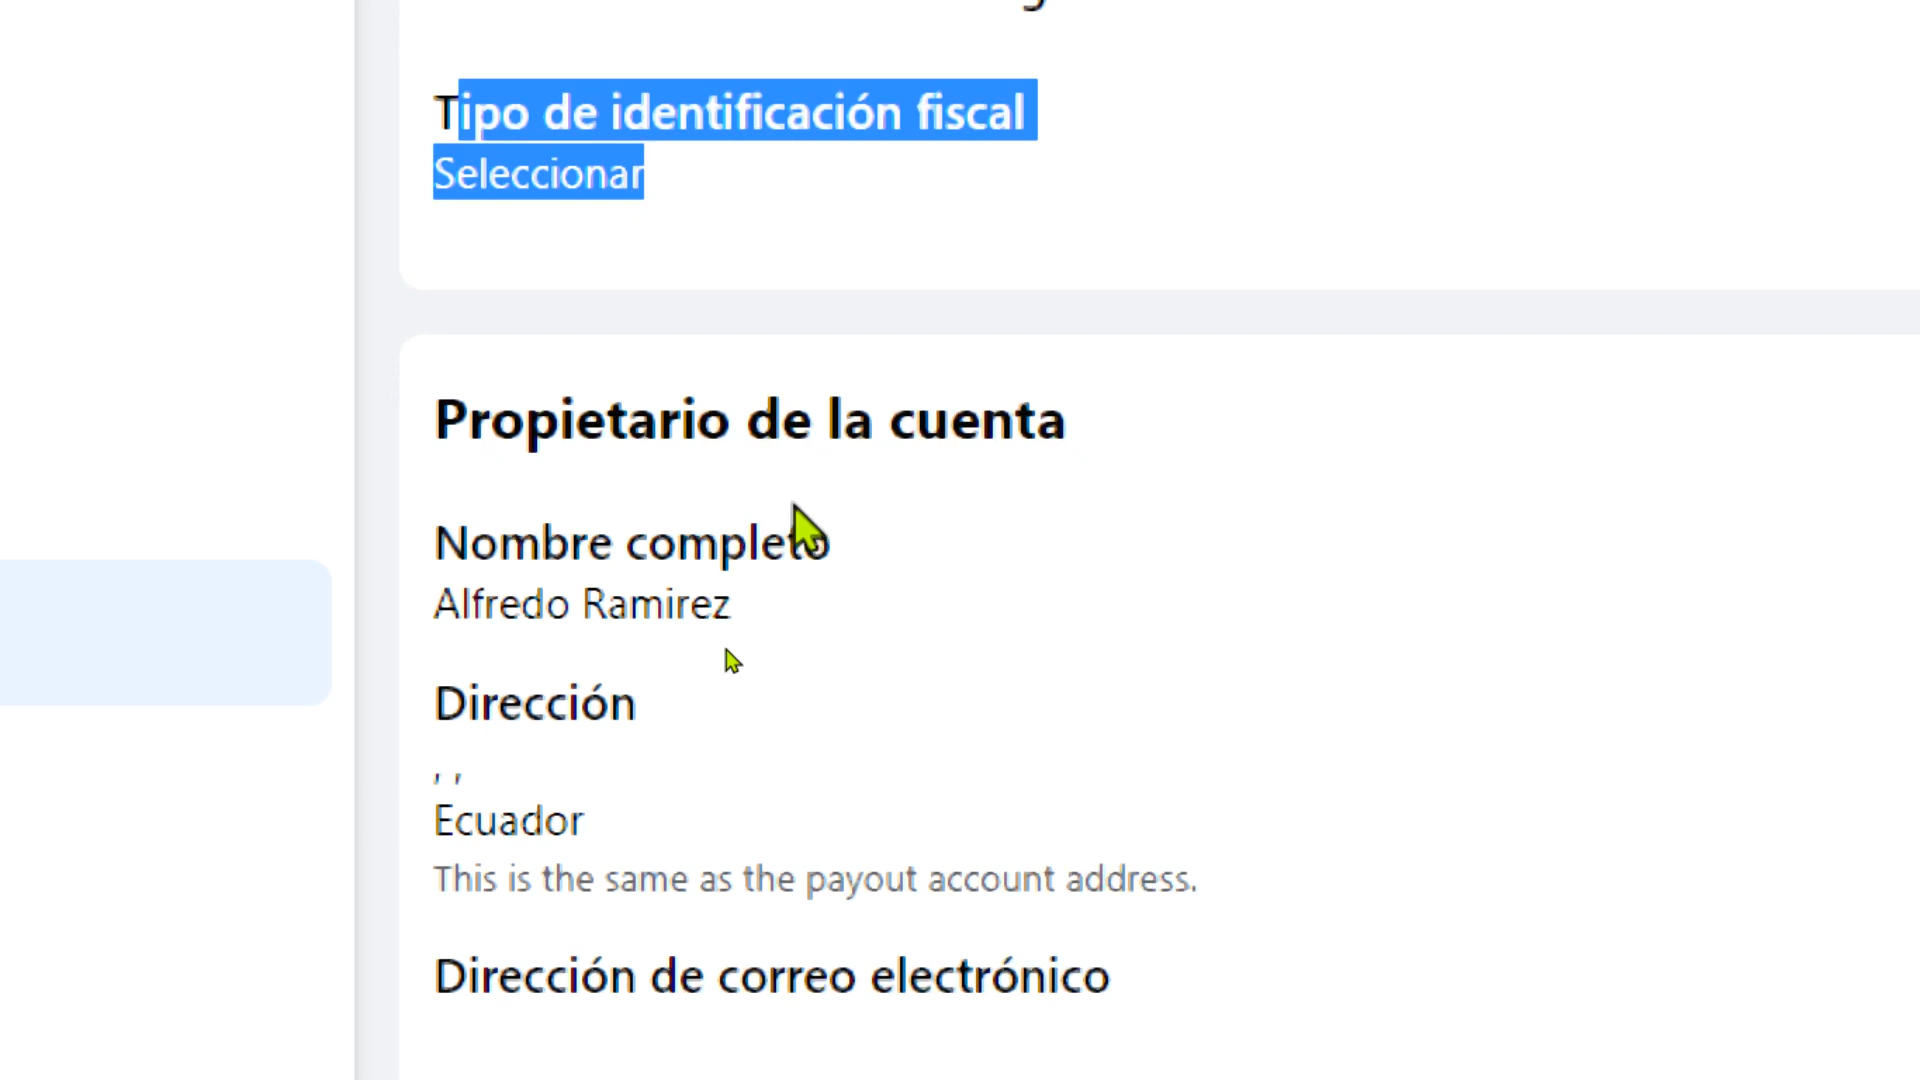 Tipo de identificación fiscal
Seleccionar
Propietario de la cuenta
Nombre completo
Alfredo Ramirez
Dirección
, ,
Ecuador
This is the same as the payout account address.
Dirección de correo electrónico